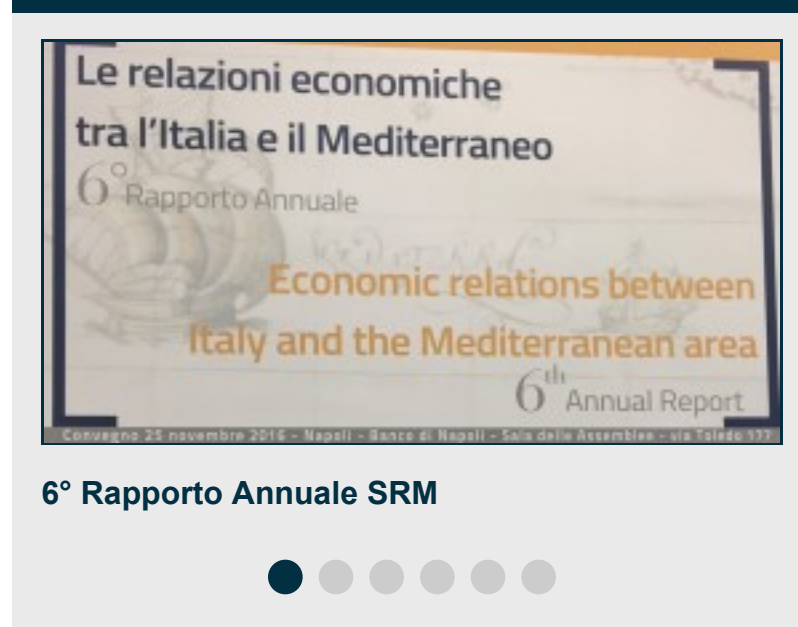 Le relazioni economiche
tra l'Italia e il Mediterraneo
6° Rapporto Annuale
Economic relations between
Italy and the Mediterranean area
6th Annual Report
Convegno 25 novembre 2016 - Napoli - Banco di Napoli - Sala delle Assemblee - via Toledo 177
6° Rapporto Annuale SRM